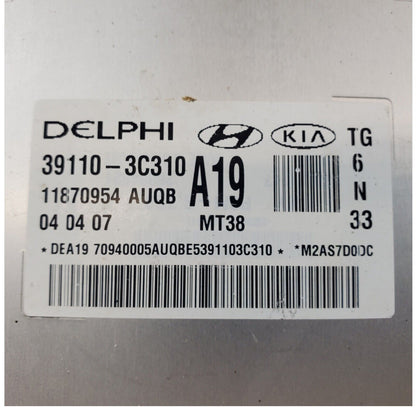 DELPHI KIA TG
39110-3C310 A19 6
11870954 AUQB N
04 04 07 MT38 33
* DEA19 70940005AUQBE5391103C310 * *M2AS7D0DC